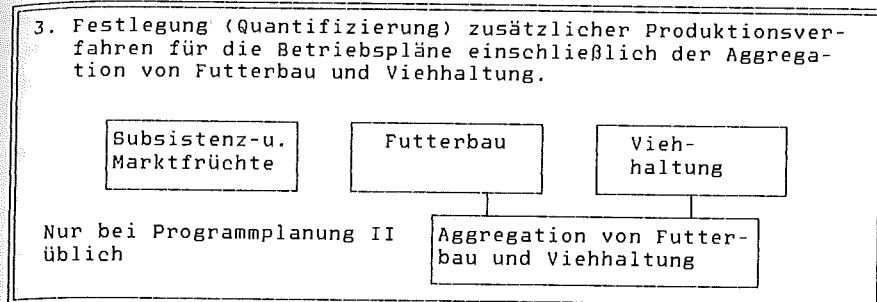 3. Festlegung (Quantifizierung) zusätzlicher Produktionsver-
fahren für die Betriebspläne einschließlich der Aggrega-
tion von Futterbau und Viehhaltung.
Subsistenz-u.
Marktfrüchte
Futterbau
Vieh-
haltung
Nur bei Programmplanung II
üblich
Aggregation von Futter-
bau und Viehhaltung